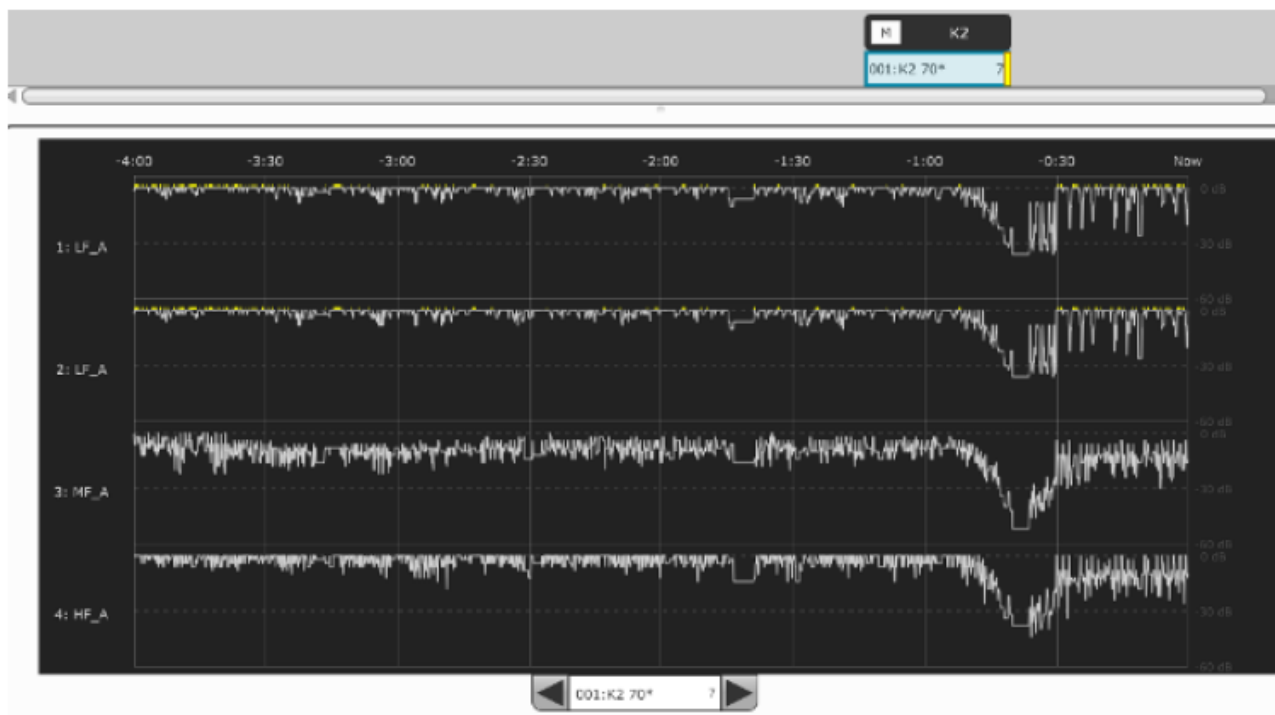 M K2
001:K2 70* 7
-4:00 -3:30 -3:00 -2:30 -2:00 -1:30 -1:00 -0:30 Now
0 dB
1: LF_A
-30 dB
-60 dB
0 dB
2: LF_A
-30 dB
-60 dB
0 dB
3: MF_A
-30 dB
-60 dB
0 dB
4: HF_A
-30 dB
-60 dB
001:K2 70* 7